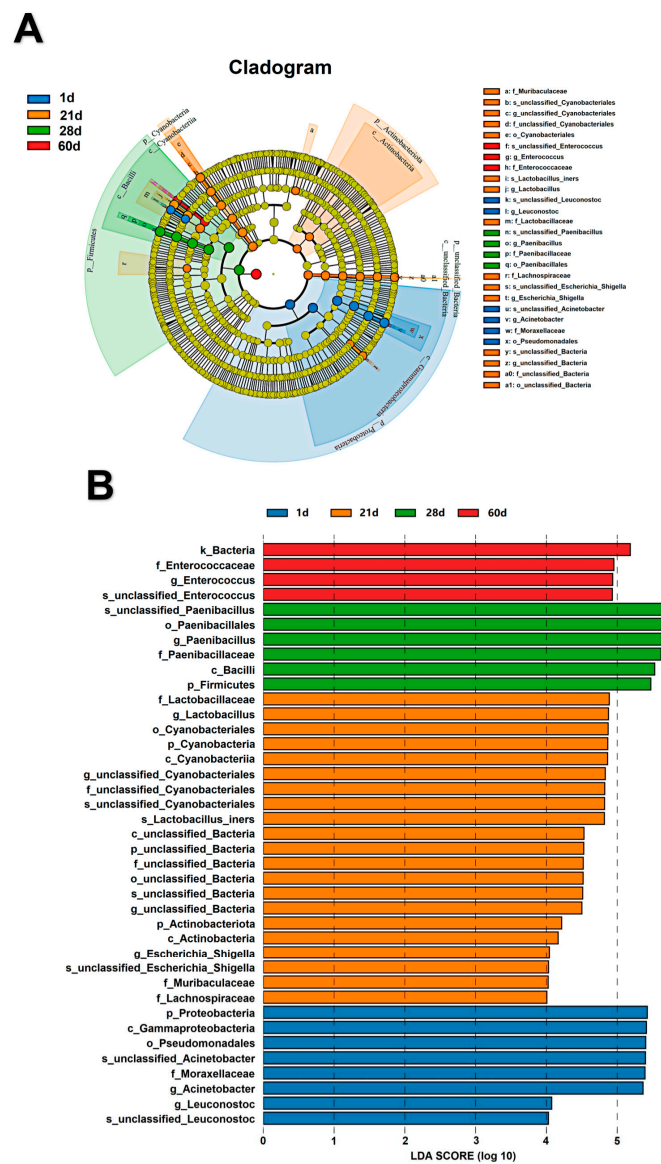 A
Cladogram
1d
21d
28d
60d
p__Cyanobacteria
c__Cyanobacteriia
c__Bacilli
p__Firmicutes
a
p__Actinobacteriota
c__Actinobacteria
p__unclassified_Bacteria
c__unclassified_Bacteria
c__Gammaproteobacteria
p__Proteobacteria
a: f_Muribaculaceae
b: s_unclassified_Cyanobacteriales
c: g_unclassified_Cyanobacteriales
d: f_unclassified_Cyanobacteriales
e: o_Cyanobacteriales
f: s_unclassified_Enterococcus
g: g_Enterococcus
h: f_Enterococcaceae
i: s_Lactobacillus_iners
j: g_Lactobacillus
k: s_unclassified_Leuconostoc
l: g_Leuconostoc
m: f_Lactobacillaceae
n: s_unclassified_Paenibacillus
o: g_Paenibacillus
p: f_Paenibacillaceae
q: o_Paenibacillales
r: f_Lachnospiraceae
s: s_unclassified_Escherichia_Shigella
t: g_Escherichia_Shigella
u: s_unclassified_Acinetobacter
v: g_Acinetobacter
w: f_Moraxellaceae
x: o_Pseudomonadales
y: s_unclassified_Bacteria
z: g_unclassified_Bacteria
a0: f_unclassified_Bacteria
a1: o_unclassified_Bacteria
B
1d 21d 28d 60d
k_Bacteria
f_Enterococcaceae
g_Enterococcus
s_unclassified_Enterococcus
s_unclassified_Paenibacillus
o_Paenibacillales
g_Paenibacillus
f_Paenibacillaceae
c_Bacilli
p_Firmicutes
f_Lactobacillaceae
g_Lactobacillus
o_Cyanobacteriales
p_Cyanobacteria
c_Cyanobacteriia
g_unclassified_Cyanobacteriales
f_unclassified_Cyanobacteriales
s_unclassified_Cyanobacteriales
s_Lactobacillus_iners
c_unclassified_Bacteria
p_unclassified_Bacteria
f_unclassified_Bacteria
o_unclassified_Bacteria
s_unclassified_Bacteria
g_unclassified_Bacteria
p_Actinobacteriota
c_Actinobacteria
g_Escherichia_Shigella
s_unclassified_Escherichia_Shigella
f_Muribaculaceae
f_Lachnospiraceae
p_Proteobacteria
c_Gammaproteobacteria
o_Pseudomonadales
s_unclassified_Acinetobacter
f_Moraxellaceae
g_Acinetobacter
g_Leuconostoc
s_unclassified_Leuconostoc
0 1 2 3 4 5
LDA SCORE (log 10)